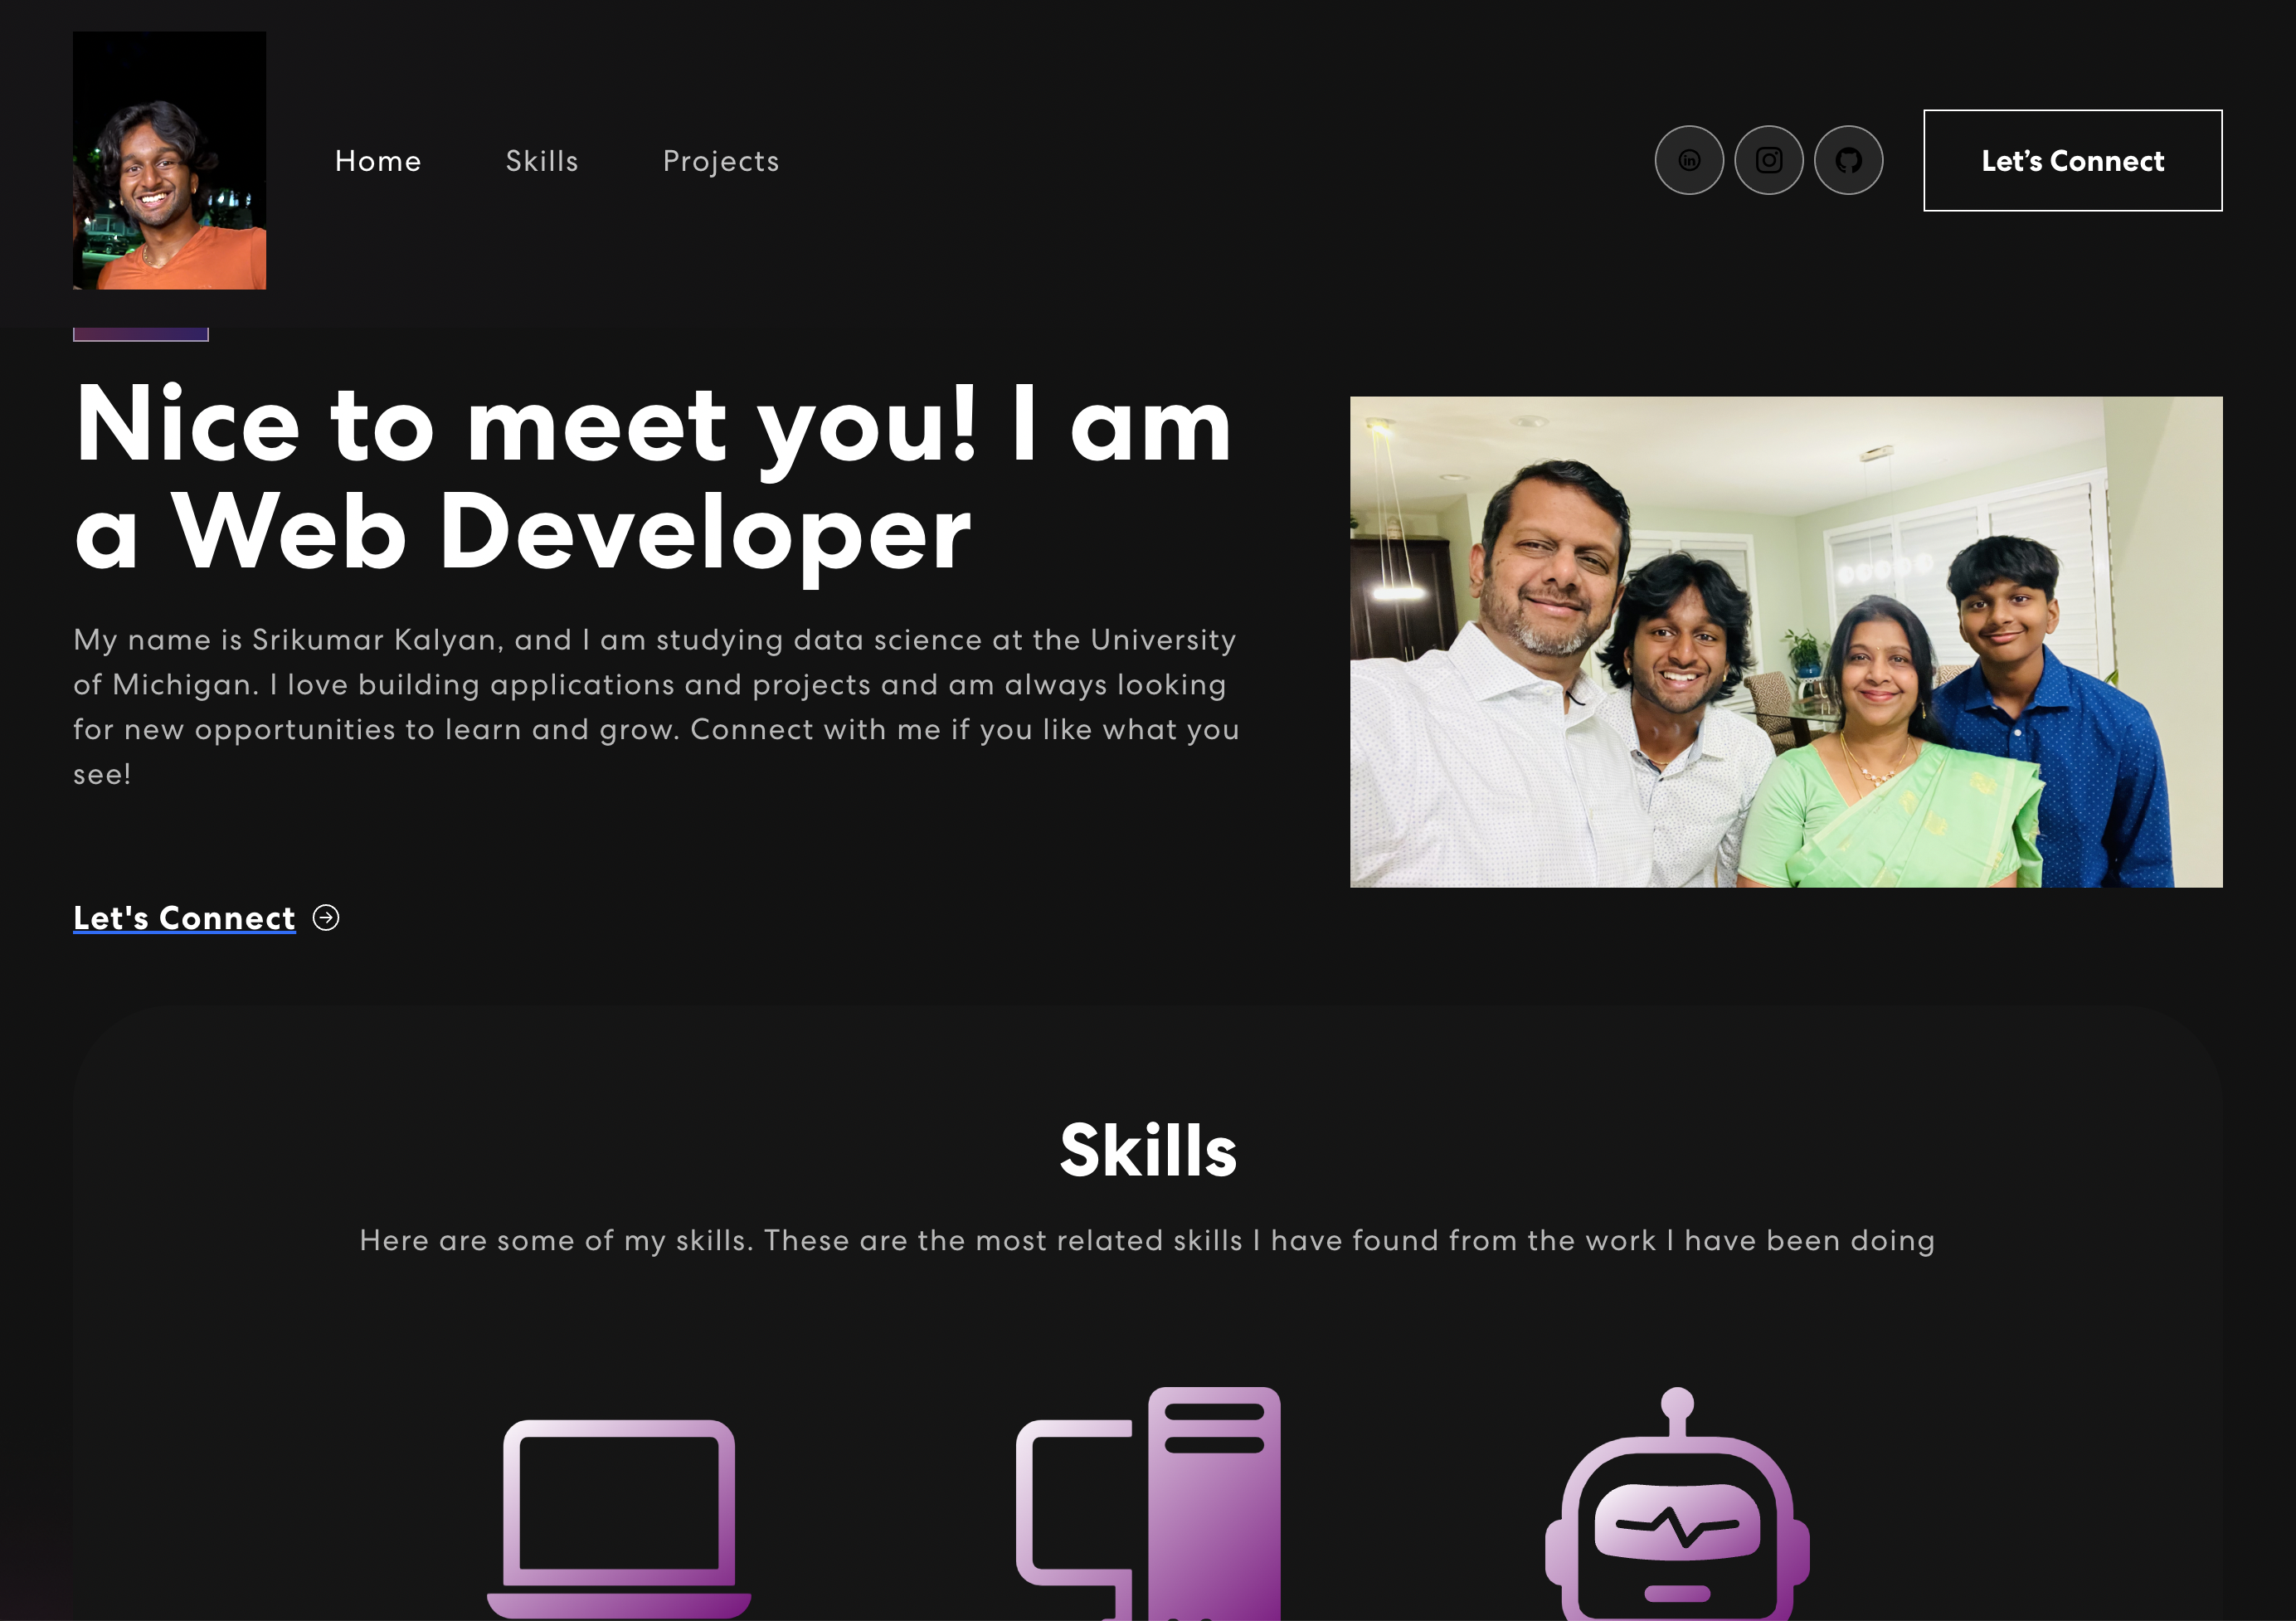 Home Skills Projects Let’s Connect
Nice to meet you! I am
a Web Developer
My name is Srikumar Kalyan, and I am studying data science at the University
of Michigan. I love building applications and projects and am always looking
for new opportunities to learn and grow. Connect with me if you like what you
see!
Let's Connect
Skills
Here are some of my skills. These are the most related skills I have found from the work I have been doing